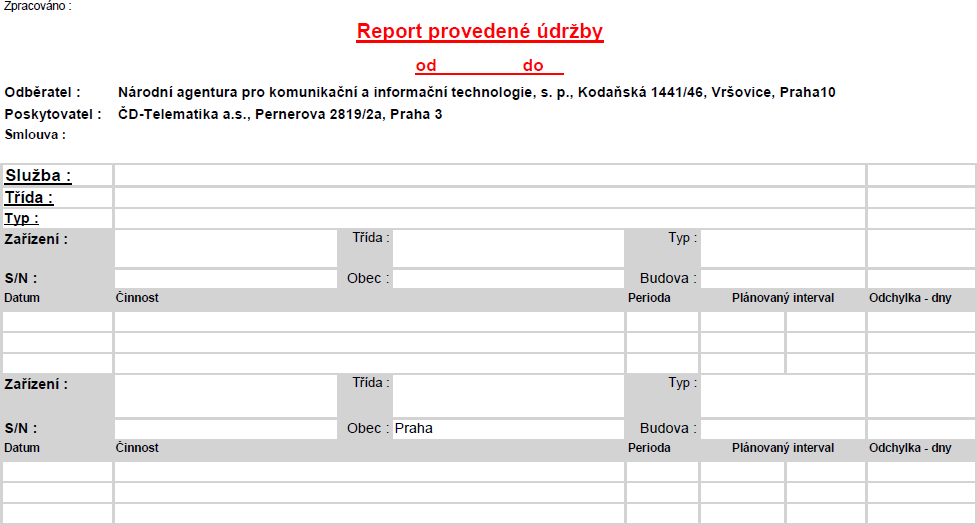 Zpracováno :
Report provedené údržby
od do
Odběratel : Národní agentura pro komunikační a informační technologie, s. p., Kodaňská 1441/46, Vršovice, Praha10
Poskytovatel : ČD-Telematika a.s., Pernerova 2819/2a, Praha 3
Smlouva :
Služba :
Třída :
Typ :
Zařízení : Třída : Typ :
S/N : Obec : Budova :
Datum Činnost Perioda Plánovaný interval Odchylka - dny
Zařízení : Třída : Typ :
S/N : Obec : Praha Budova :
Datum Činnost Perioda Plánovaný interval Odchylka - dny